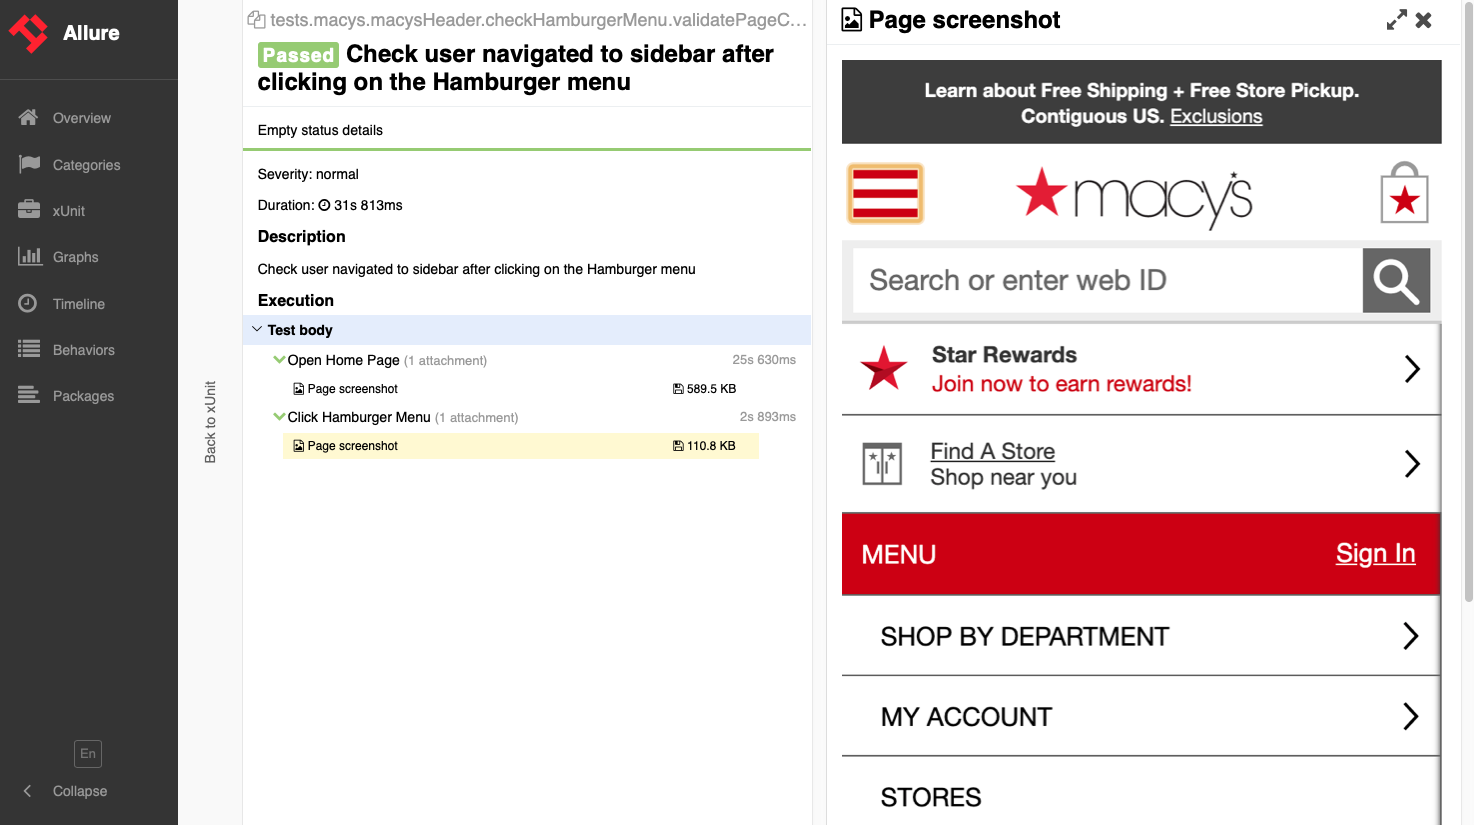 Allure
Overview
Categories
xUnit
Graphs
Timeline
Behaviors
Packages
En
Collapse
Back to xUnit
tests.macys.macysHeader.checkHamburgerMenu.validatePageC...
Passed Check user navigated to sidebar after
clicking on the Hamburger menu
Empty status details
Severity: normal
Duration: 31s 813ms
Description
Check user navigated to sidebar after clicking on the Hamburger menu
Execution
Test body
Open Home Page (1 attachment) 25s 630ms
Page screenshot 589.5 KB
Click Hamburger Menu (1 attachment) 2s 893ms
Page screenshot 110.8 KB
Page screenshot
Learn about Free Shipping + Free Store Pickup.
Contiguous US. Exclusions
macy's
Search or enter web ID
Star Rewards
Join now to earn rewards!
Find A Store
Shop near you
MENU Sign In
SHOP BY DEPARTMENT
MY ACCOUNT
STORES